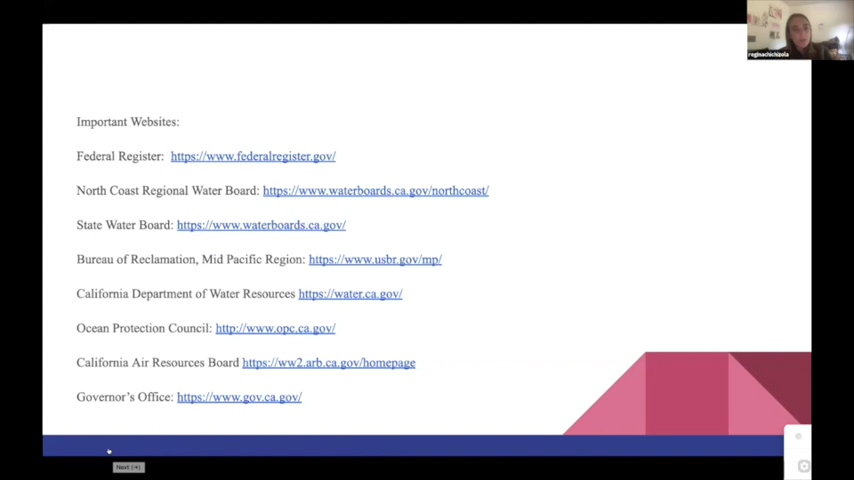 reginachichizola
Important Websites:
Federal Register: https://www.federalregister.gov/
North Coast Regional Water Board: https://www.waterboards.ca.gov/northcoast/
State Water Board: https://www.waterboards.ca.gov/
Bureau of Reclamation, Mid Pacific Region: https://www.usbr.gov/mp/
California Department of Water Resources https://water.ca.gov/
Ocean Protection Council: http://www.opc.ca.gov/
California Air Resources Board https://ww2.arb.ca.gov/homepage
Governor’s Office: https://www.gov.ca.gov/
Next (→)